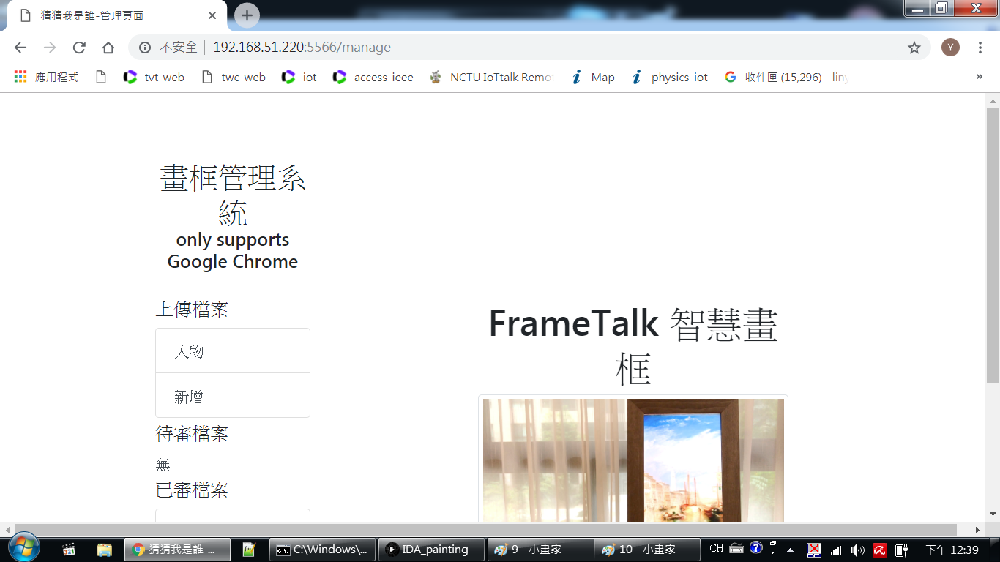 猜猜我是誰-管理頁面
不安全 192.168.51.220:5566/manage
Y
應用程式 tvt-web twc-web iot access-ieee NCTU IoTtalk Remo Map physics-iot 收件匣 (15,296) - liny
畫框管理系
統
only supports
Google Chrome
上傳檔案
人物
新增
待審檔案
無
已審檔案
FrameTalk 智慧畫
框
321
猜猜我是誰-...
C:\Windows\...
IDA_painting
9 - 小畫家
10 - 小畫家
CH
下午 12:39